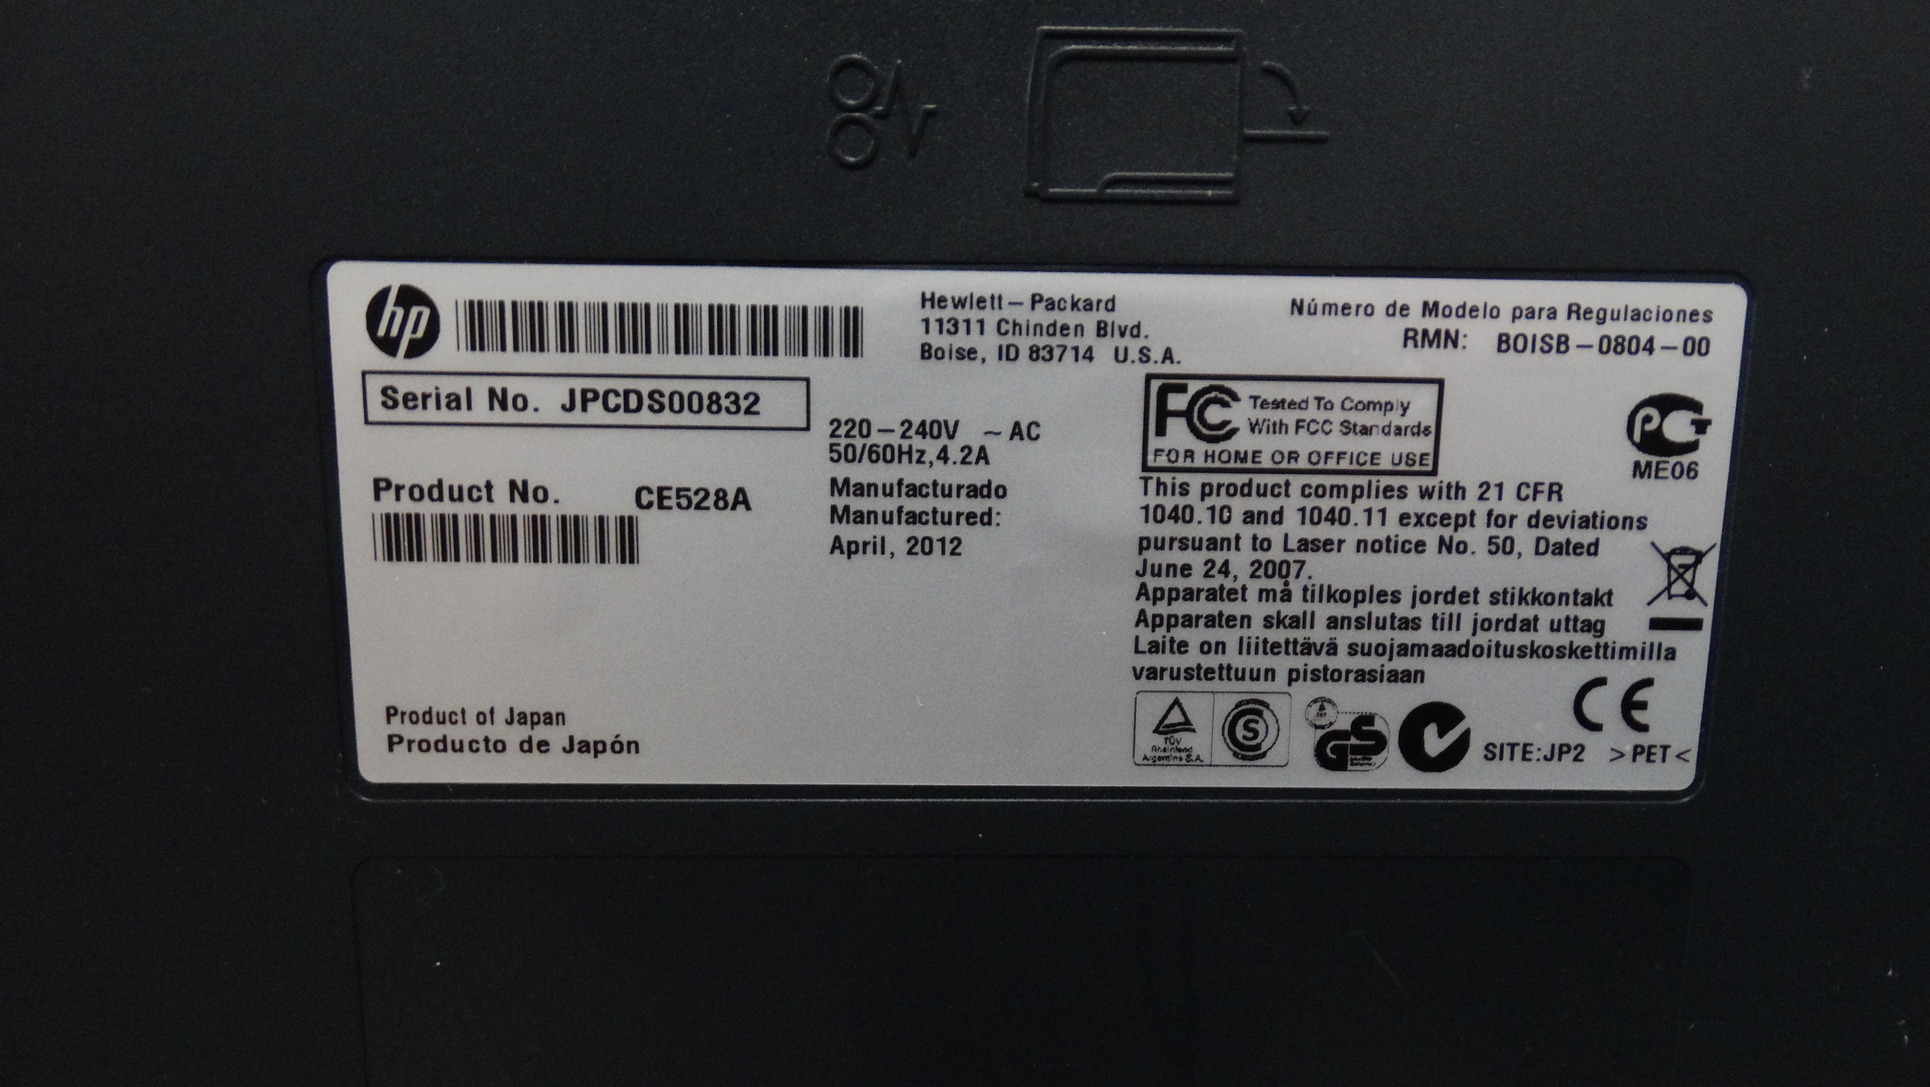 hp
Hewlett-Packard
11311 Chinden Blvd.
Boise, ID 83714 U.S.A.
Número de Modelo para Regulaciones
RMN: BOISB-0804-00
Serial No. JPCDS00832
220-240V ~ AC
50/60Hz,4.2A
FC Tested To Comply
With FCC Standards
FOR HOME OR OFFICE USE
PG
ME06
Product No. CE528A
Manufacturado
Manufactured:
April, 2012
This product complies with 21 CFR
1040.10 and 1040.11 except for deviations
pursuant to Laser notice No. 50, Dated
June 24, 2007.
Apparatet må tilkoples jordet stikkontakt
Apparaten skall anslutas till jordat uttag
Laite on liitettävä suojamaadoituskoskettimilla
varustettuun pistorasiaan
Product of Japan
Producto de Japón
TÜV
Rheinland
Argentina S.A.
S
GS
CE
SITE:JP2 >PET<